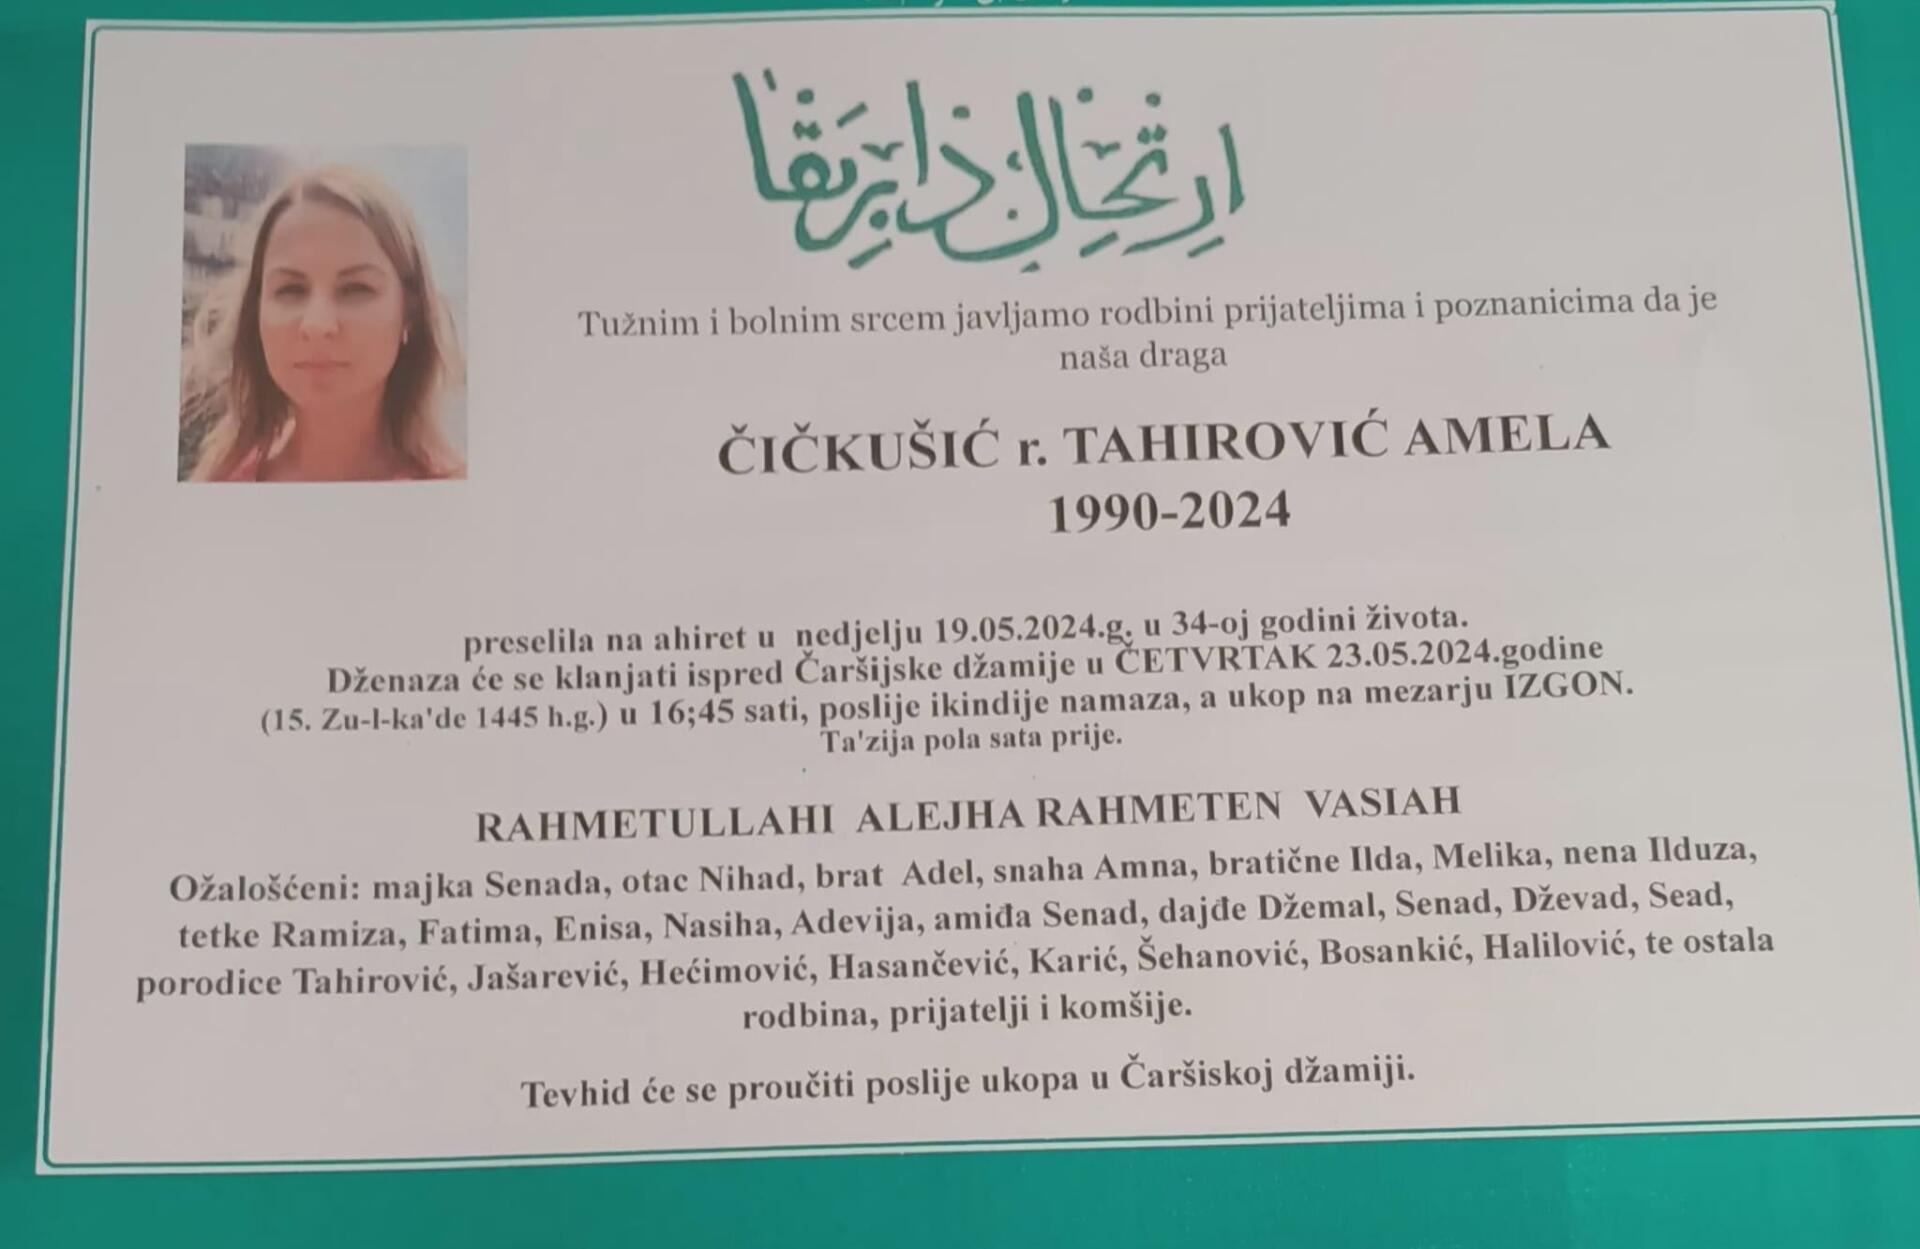 ارتحال دار بقا
Tužnim i bolnim srcem javljamo rodbini prijateljima i poznanicima da je
naša draga
ČIČKUŠIĆ r. TAHIROVIĆ AMELA
1990-2024
preselila na ahiret u nedjelju 19.05.2024.g. u 34-oj godini života.
Dženaza će se klanjati ispred Čaršijske džamije u ČETVRTAK 23.05.2024.godine
(15. Zu-l-ka'de 1445 h.g.) u 16;45 sati, poslije ikindije namaza, a ukop na mezarju IZGON.
Ta'zija pola sata prije.
RAHMETULLAHI ALEJHA RAHMETEN VASIAH
Ožalošćeni: majka Senada, otac Nihad, brat Adel, snaha Amna, bratične Ilda, Melika, nena Ilduza,
tetke Ramiza, Fatima, Enisa, Nasiha, Adevija, amiđa Senad, dajđe Džemal, Senad, Dževad, Sead,
porodice Tahirović, Jašarević, Hećimović, Hasančević, Karić, Šehanović, Bosankić, Halilović, te ostala
rodbina, prijatelji i komšije.
Tevhid će se proučiti poslije ukopa u Čaršiskoj džamiji.